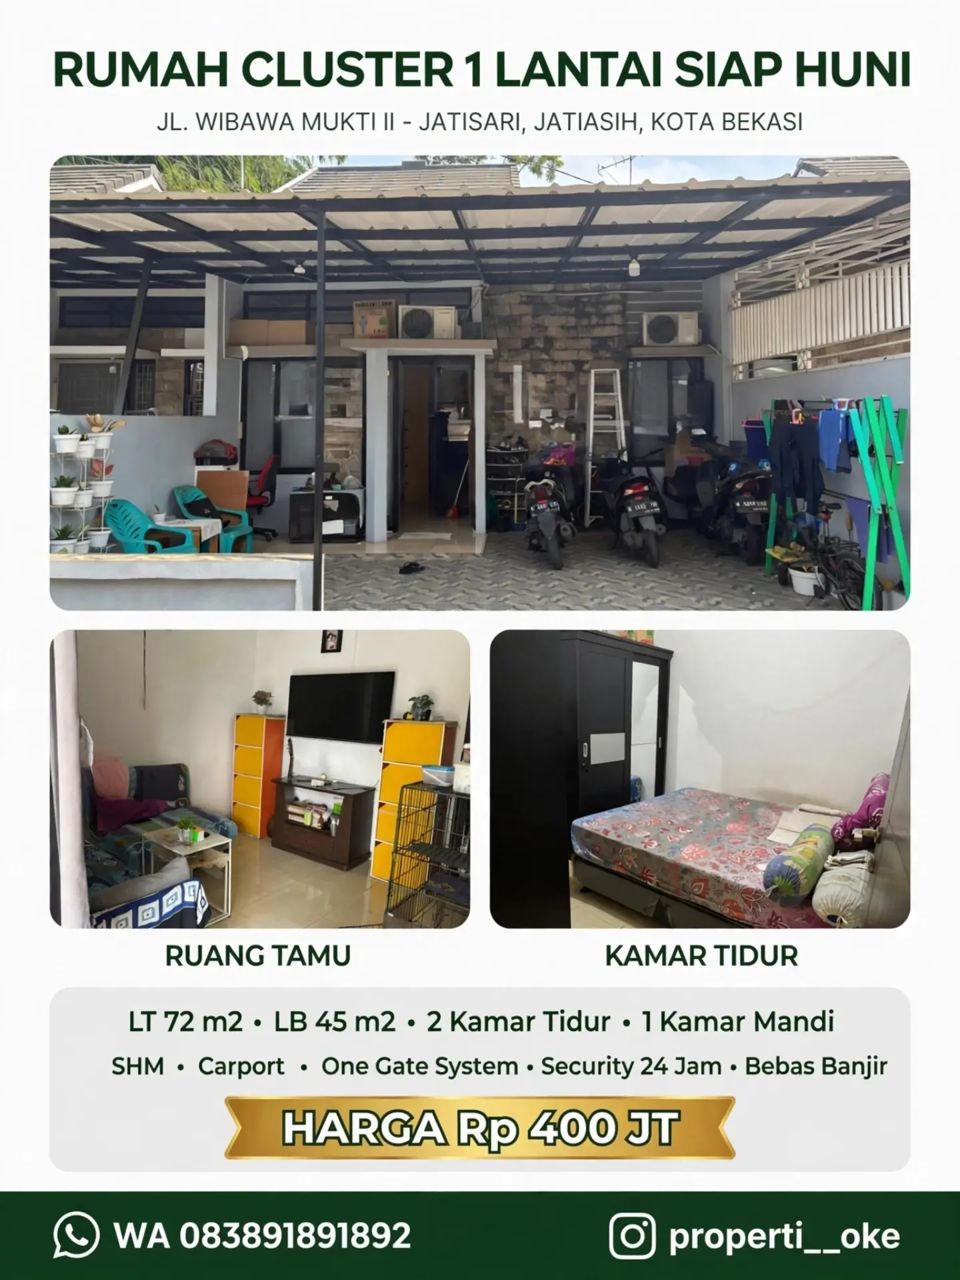 RUMAH CLUSTER 1 LANTAI SIAP HUNI
JL. WIBAWA MUKTI II - JATISARI, JATIASIH, KOTA BEKASI
RUANG TAMU
KAMAR TIDUR
LT 72 m2 • LB 45 m2 • 2 Kamar Tidur • 1 Kamar Mandi
SHM • Carport • One Gate System • Security 24 Jam • Bebas Banjir
HARGA Rp 400 JT
WA 083891891892
properti__oke